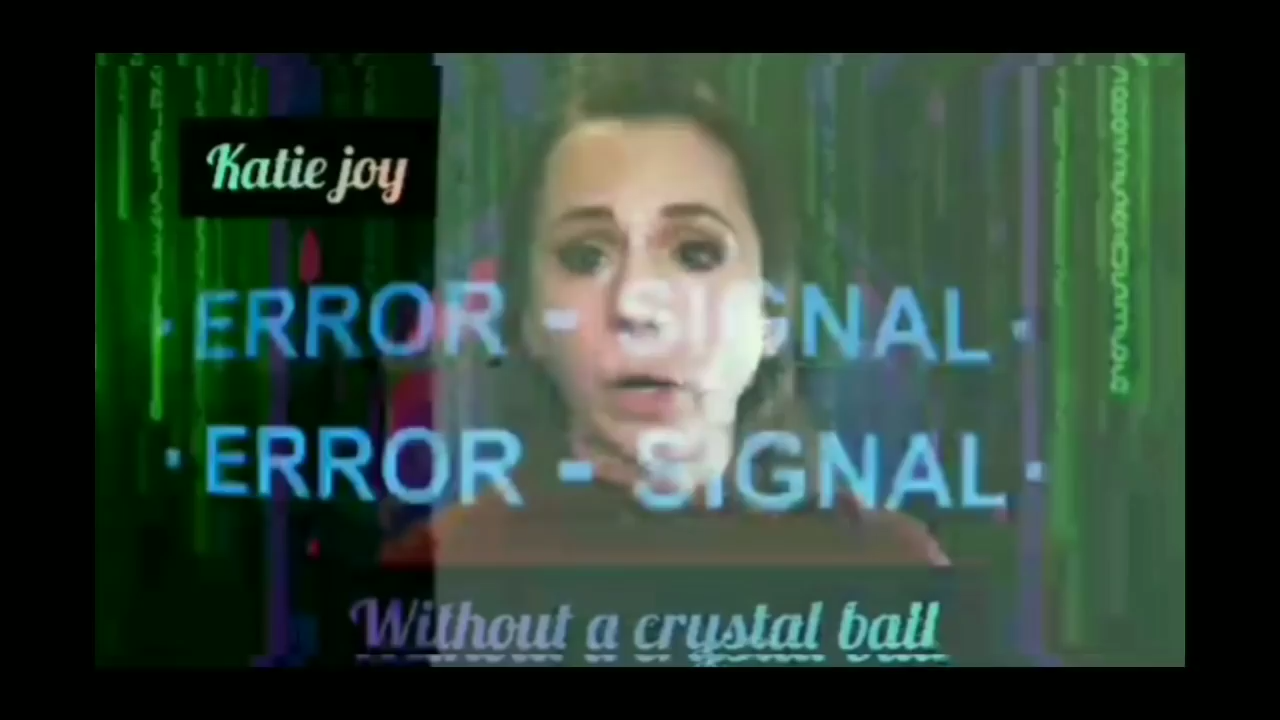 Katie joy
· ERROR - SIGNAL ·
· ERROR - SIGNAL ·
Without a crystal ball